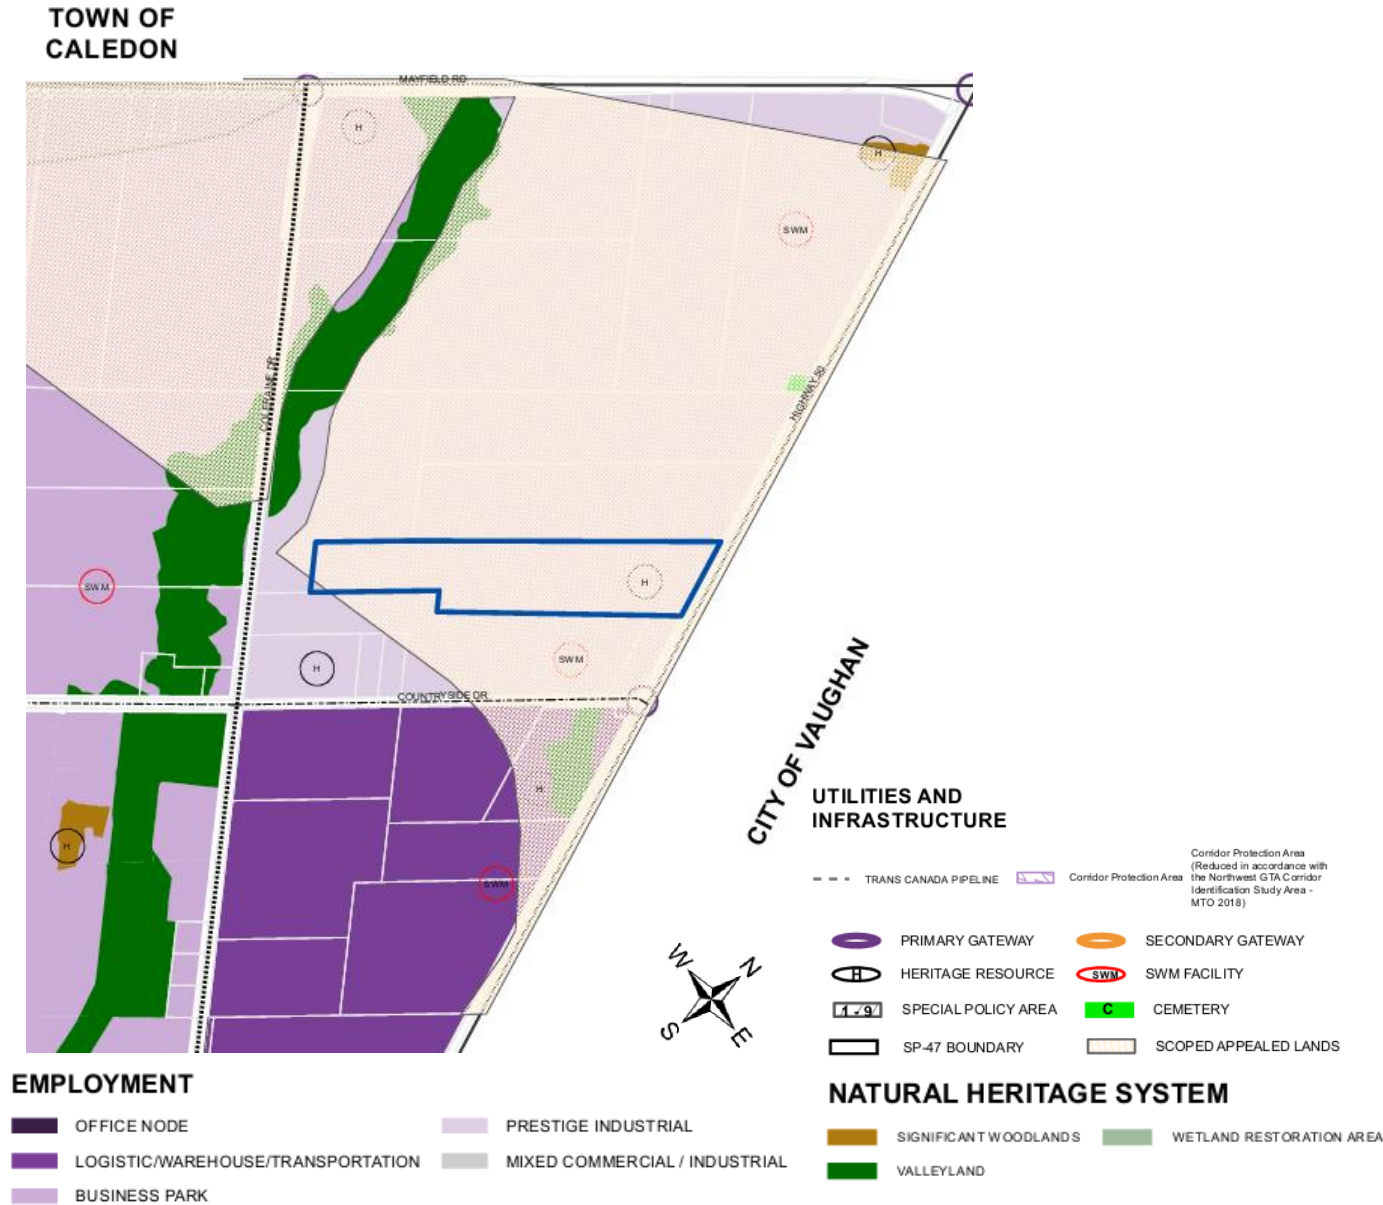 TOWN OF
CALEDON
MAYFIELD RD
H
H
SWM
COLERAINE DR
HIGHWAY 50
SWM
H
H
SWM
COUNTRYSIDE DR
CITY OF VAUGHAN
H
H
SWM
UTILITIES AND
INFRASTRUCTURE
TRANS CANADA PIPELINE
Corridor Protection Area
Corridor Protection Area
(Reduced in accordance with
the Northwest GTA Corridor
Identification Study Area -
MTO 2018)
PRIMARY GATEWAY
SECONDARY GATEWAY
H HERITAGE RESOURCE
SWM SWM FACILITY
1 - 9 SPECIAL POLICY AREA
C CEMETERY
SP-47 BOUNDARY
SCOPED APPEALED LANDS
W
N
S
E
EMPLOYMENT
OFFICE NODE
PRESTIGE INDUSTRIAL
LOGISTIC/WAREHOUSE/TRANSPORTATION
MIXED COMMERCIAL / INDUSTRIAL
BUSINESS PARK
NATURAL HERITAGE SYSTEM
SIGNIFICANT WOODLANDS
WETLAND RESTORATION AREA
VALLEYLAND